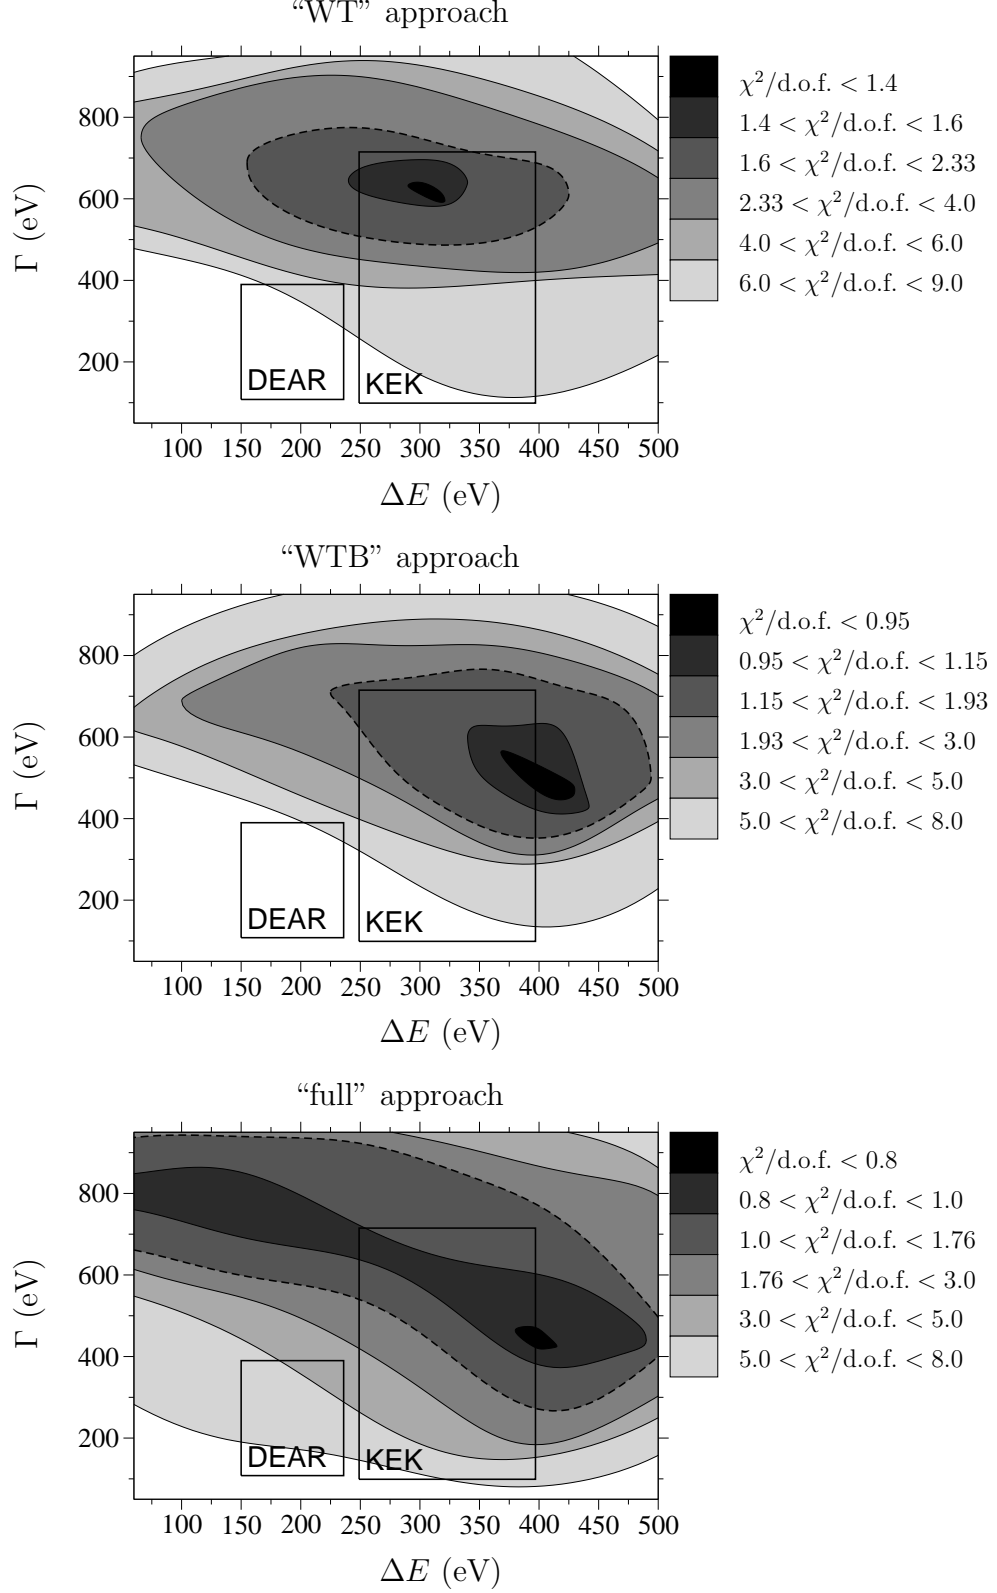 “WT” approach
800
600
400
200
Γ (eV)
DEAR
KEK
100 150 200 250 300 350 400 450 500
ΔE (eV)
χ²/d.o.f. < 1.4
1.4 < χ²/d.o.f. < 1.6
1.6 < χ²/d.o.f. < 2.33
2.33 < χ²/d.o.f. < 4.0
4.0 < χ²/d.o.f. < 6.0
6.0 < χ²/d.o.f. < 9.0
“WTB” approach
800
600
400
200
Γ (eV)
DEAR
KEK
100 150 200 250 300 350 400 450 500
ΔE (eV)
χ²/d.o.f. < 0.95
0.95 < χ²/d.o.f. < 1.15
1.15 < χ²/d.o.f. < 1.93
1.93 < χ²/d.o.f. < 3.0
3.0 < χ²/d.o.f. < 5.0
5.0 < χ²/d.o.f. < 8.0
“full” approach
800
600
400
200
Γ (eV)
DEAR
KEK
100 150 200 250 300 350 400 450 500
ΔE (eV)
χ²/d.o.f. < 0.8
0.8 < χ²/d.o.f. < 1.0
1.0 < χ²/d.o.f. < 1.76
1.76 < χ²/d.o.f. < 3.0
3.0 < χ²/d.o.f. < 5.0
5.0 < χ²/d.o.f. < 8.0